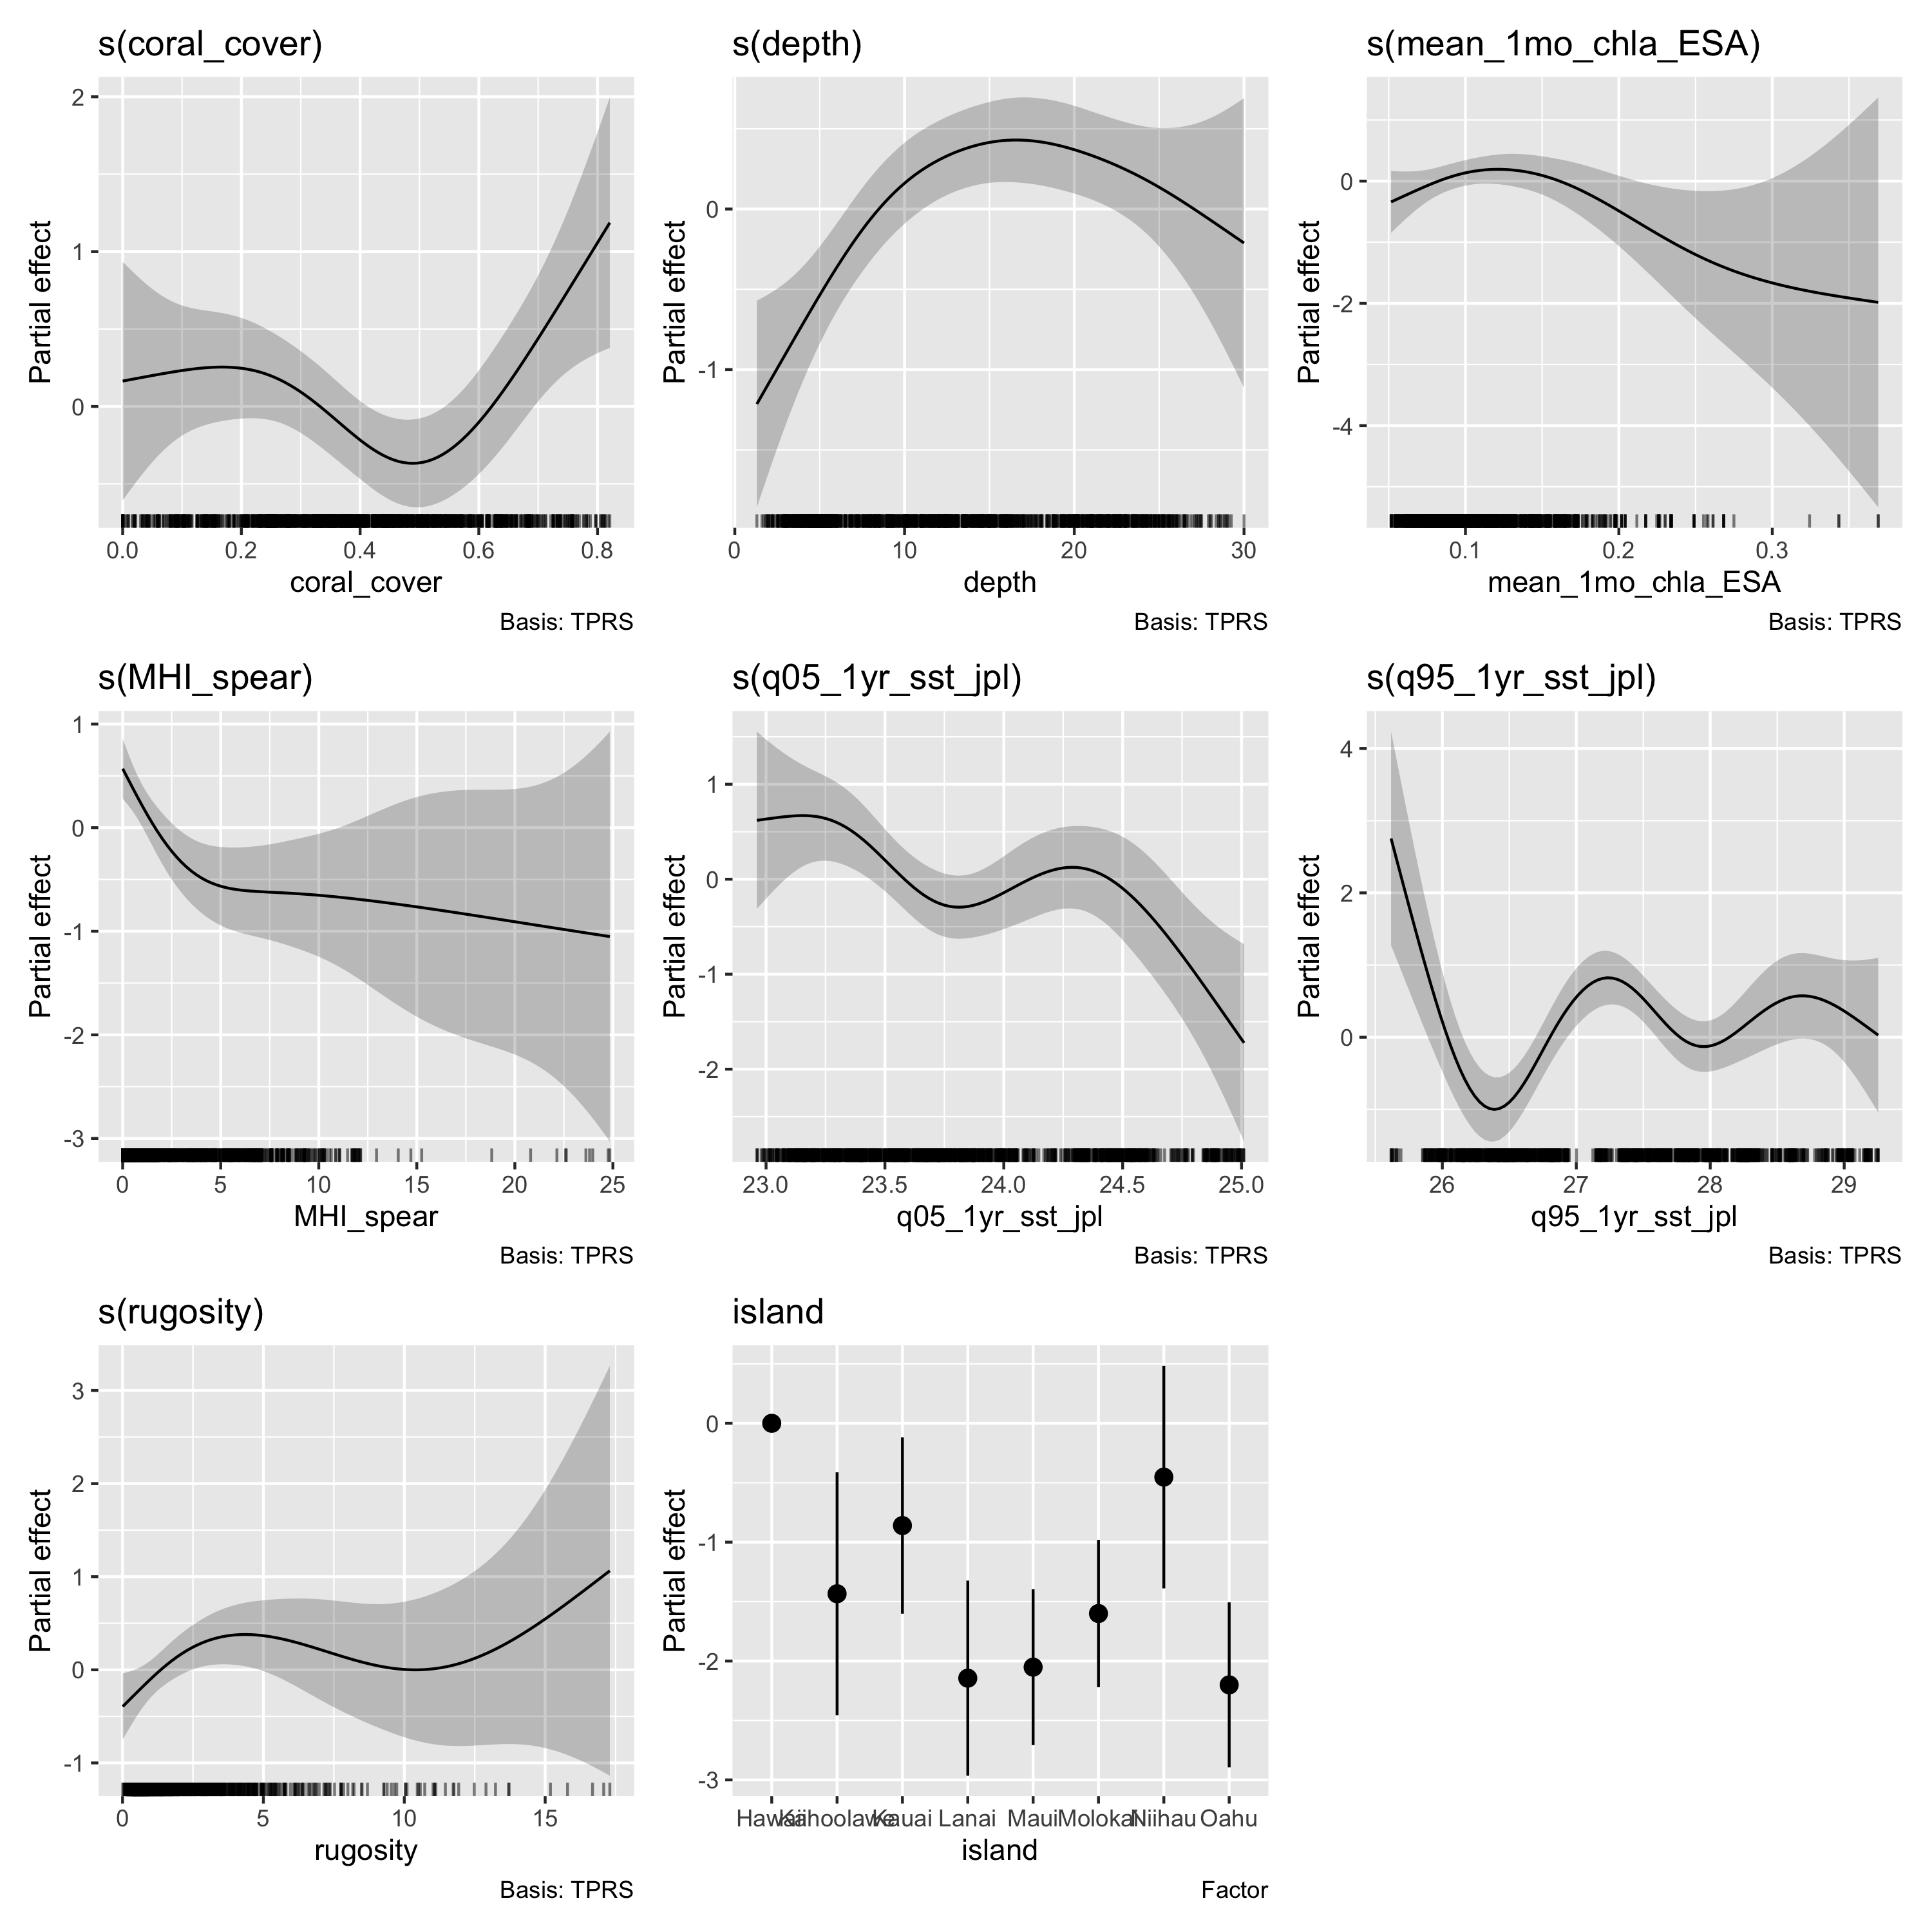 s(coral_cover)
Partial effect
2
1
0
0.0 0.2 0.4 0.6 0.8
coral_cover
Basis: TPRS
s(depth)
Partial effect
0
-1
0 10 20 30
depth
Basis: TPRS
s(mean_1mo_chla_ESA)
Partial effect
0
-2
-4
0.1 0.2 0.3
mean_1mo_chla_ESA
Basis: TPRS
s(MHI_spear)
Partial effect
1
0
-1
-2
-3
0 5 10 15 20 25
MHI_spear
Basis: TPRS
s(q05_1yr_sst_jpl)
Partial effect
1
0
-1
-2
23.0 23.5 24.0 24.5 25.0
q05_1yr_sst_jpl
Basis: TPRS
s(q95_1yr_sst_jpl)
Partial effect
4
2
0
26 27 28 29
q95_1yr_sst_jpl
Basis: TPRS
s(rugosity)
Partial effect
3
2
1
0
-1
0 5 10 15
rugosity
Basis: TPRS
island
Partial effect
0
-1
-2
-3
Hawaii Kahoolawe Kauai Lanai Maui Molokai Niihau Oahu
island
Factor